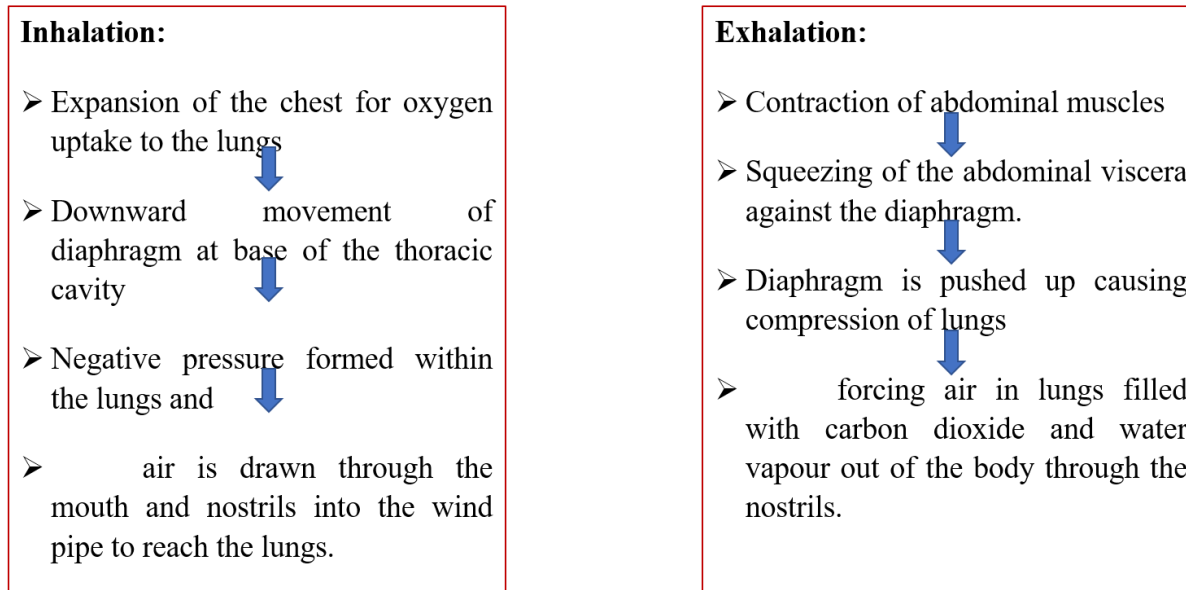 Inhalation:
➢ Expansion of the chest for oxygen
uptake to the lungs
➢ Downward movement of
diaphragm at base of the thoracic
cavity
➢ Negative pressure formed within
the lungs and
➢ air is drawn through the
mouth and nostrils into the wind
pipe to reach the lungs.
Exhalation:
➢ Contraction of abdominal muscles
➢ Squeezing of the abdominal viscera
against the diaphragm.
➢ Diaphragm is pushed up causing
compression of lungs
➢ forcing air in lungs filled
with carbon dioxide and water
vapour out of the body through the
nostrils.